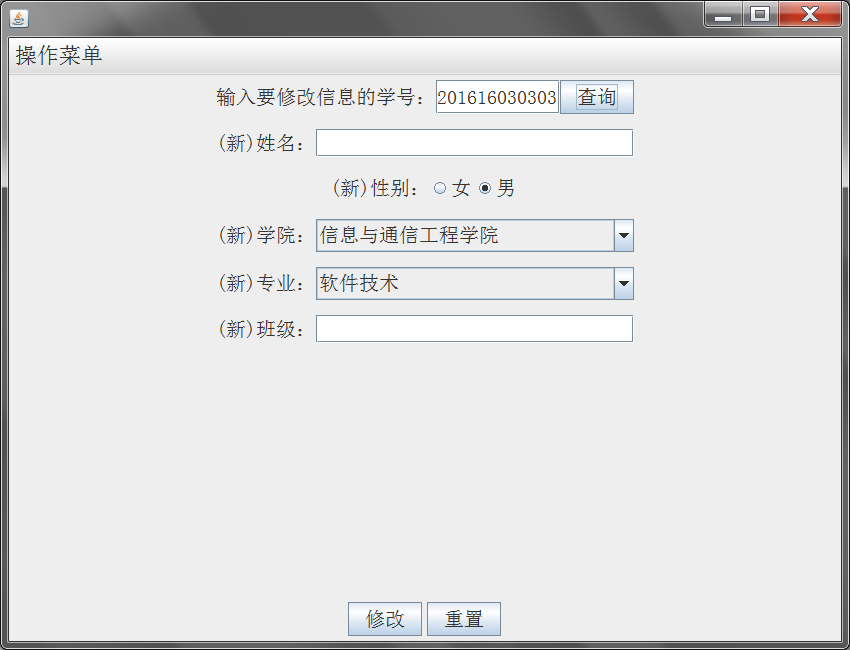 操作菜单
输入要修改信息的学号：201616030303 查询
(新)姓名：
(新)性别：女 男
(新)学院：信息与通信工程学院
(新)专业：软件技术
(新)班级：
修改 重置